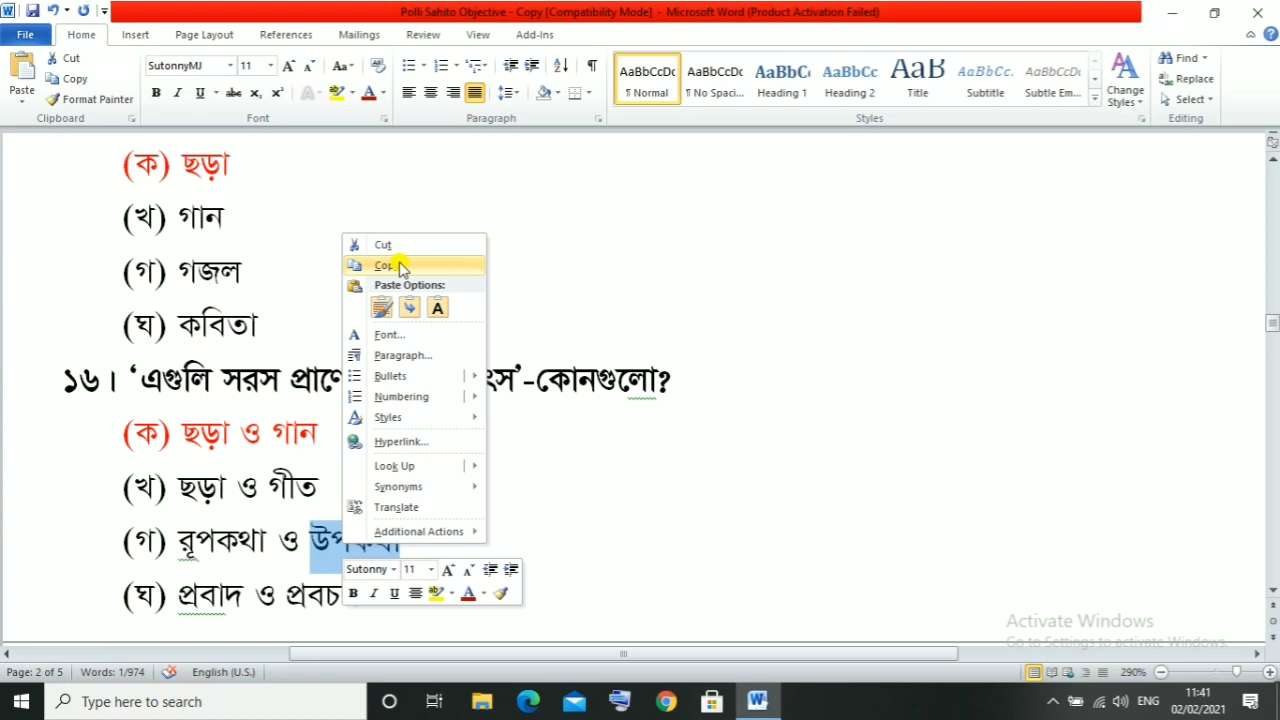 Polli Sahito Objective - Copy [Compatibility Mode] - Microsoft Word (Product Activation Failed)
File Home Insert Page Layout References Mailings Review View Add-Ins
Paste Cut Copy Format Painter
SutonnyMJ 11
AaBbCcDc AaBbCcDc AaBbC AaBbCc AaB AaBbCc. AaBbCcDc
¶ Normal ¶ No Spaci... Heading 1 Heading 2 Title Subtitle Subtle Em...
Change Styles
Find
Replace
Select
Clipboard Font Paragraph Styles Editing
(ক) ছড়া
(খ) গান
(গ) গজল
(ঘ) কবিতা
১৬। ‘এগুলি সরস -কোনগুলো?
(ক) ছড়া ও গান
(খ) ছড়া ও গীত
(গ) রূপকথা ও
(ঘ) প্রবাদ ও
Cut
Copy
Paste Options:
Font...
Paragraph...
Bullets
Numbering
Styles
Hyperlink...
Look Up
Synonyms
Translate
Additional Actions
Sutonny 11
Activate Windows
Go to Settings to activate Windows.
Page: 2 of 5 Words: 1/974 English (U.S.) 290%
Type here to search
ENG
11:41
02/02/2021